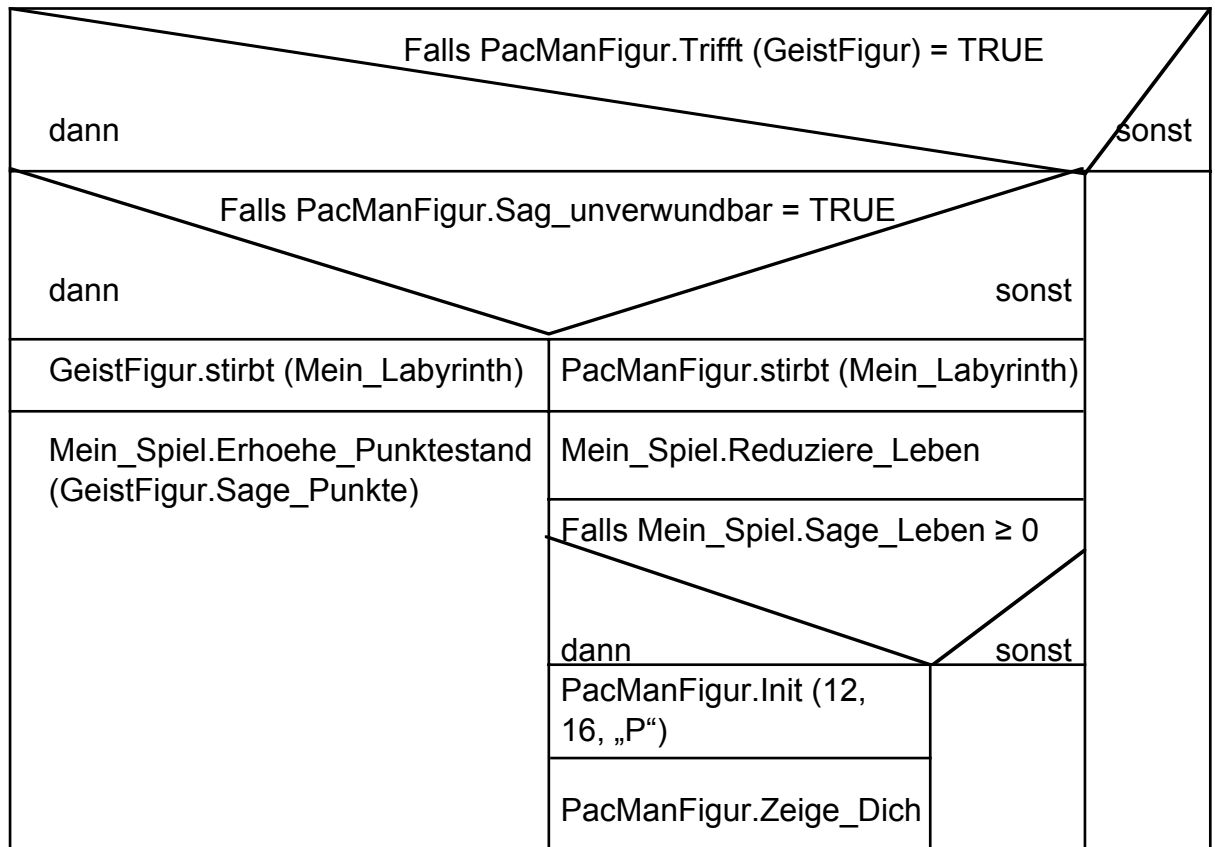 Falls PacManFigur.Trifft (GeistFigur) = TRUE
dann
sonst
Falls PacManFigur.Sag_unverwundbar = TRUE
dann
sonst
GeistFigur.stirbt (Mein_Labyrinth)
PacManFigur.stirbt (Mein_Labyrinth)
Mein_Spiel.Erhoehe_Punktestand
(GeistFigur.Sage_Punkte)
Mein_Spiel.Reduziere_Leben
Falls Mein_Spiel.Sage_Leben ≥ 0
dann
sonst
PacManFigur.Init (12,
16, „P“)
PacManFigur.Zeige_Dich